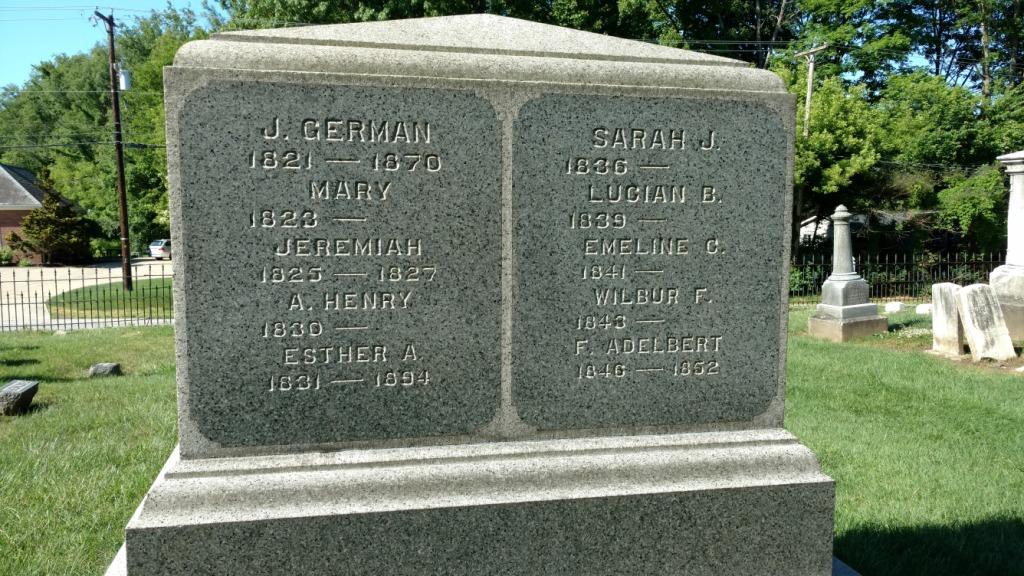 J. GERMAN
1821 — 1870
MARY
1823 —
JEREMIAH
1825 — 1827
A. HENRY
1830 —
ESTHER A.
1831 — 1894
SARAH J.
1836 —
LUCIAN B.
1839 —
EMELINE C.
1841 —
WILBUR F.
1843 —
F. ADELBERT
1846 — 1852